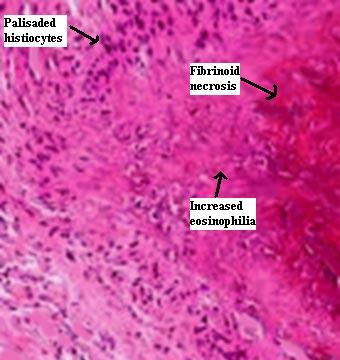 Palisaded
histiocytes
Fibrinoid
necrosis
Increased
eosinophilia